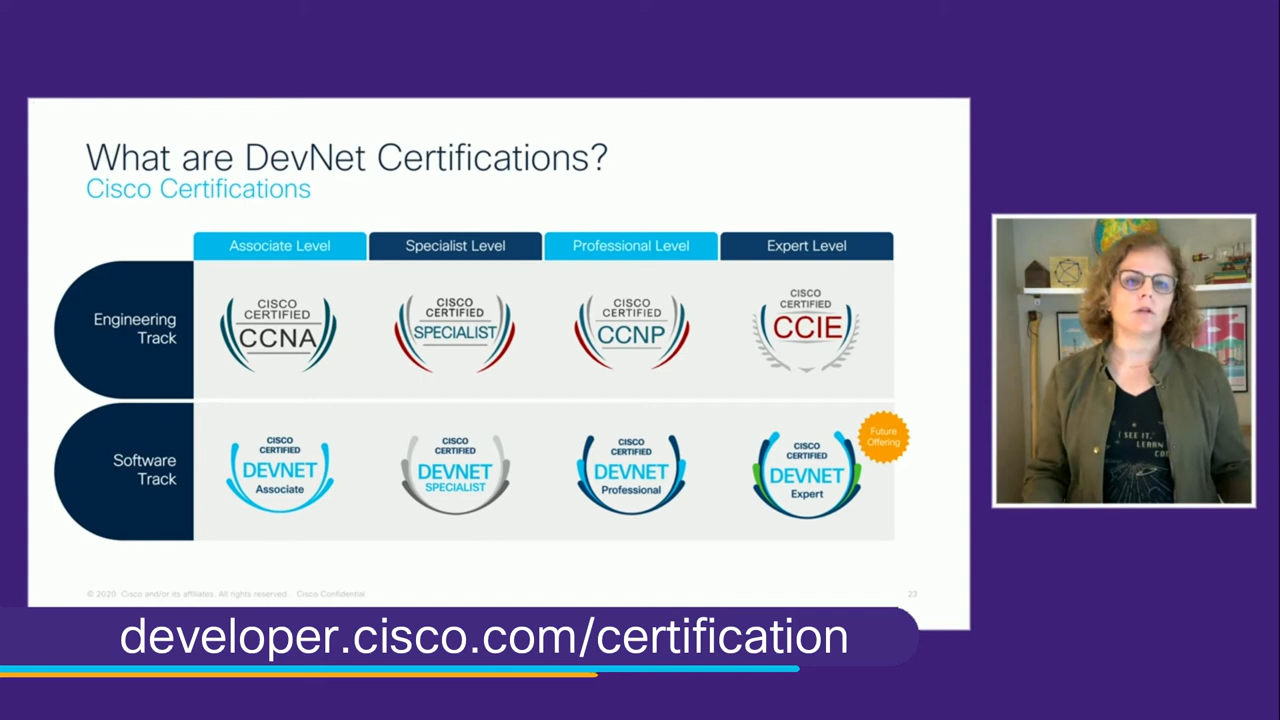 What are DevNet Certifications?
Cisco Certifications
Associate Level
Specialist Level
Professional Level
Expert Level
Engineering
Track
CISCO
CERTIFIED
CCNA
CISCO
CERTIFIED
SPECIALIST
CISCO
CERTIFIED
CCNP
CISCO
CERTIFIED
CCIE
Software
Track
CISCO
CERTIFIED
DEVNET
Associate
CISCO
CERTIFIED
DEVNET
SPECIALIST
CISCO
CERTIFIED
DEVNET
Professional
CISCO
CERTIFIED
DEVNET
Expert
Future
Offering
I SEE IT,
LEARN
© 2020 Cisco and/or its affiliates. All rights reserved. Cisco Confidential
23
developer.cisco.com/certification